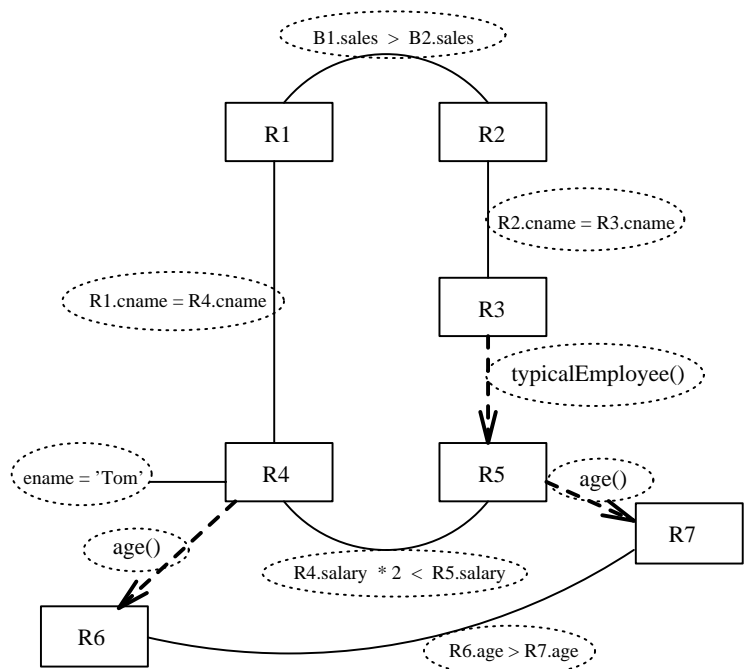 B1.sales > B2.sales
R1
R2
R2.cname = R3.cname
R1.cname = R4.cname
R3
typicalEmployee()
ename = ’Tom’
R4
R5
age()
R7
age()
R4.salary * 2 < R5.salary
R6
R6.age > R7.age